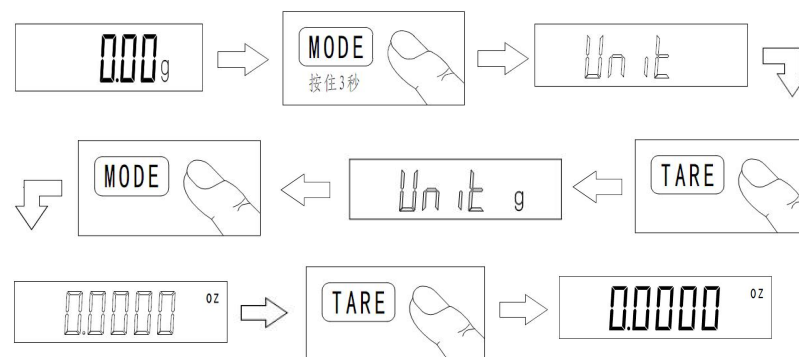 0.00g
MODE
按住3秒
Unit
TARE
Unit g
MODE
0.0000 oz
TARE
0.0000 oz